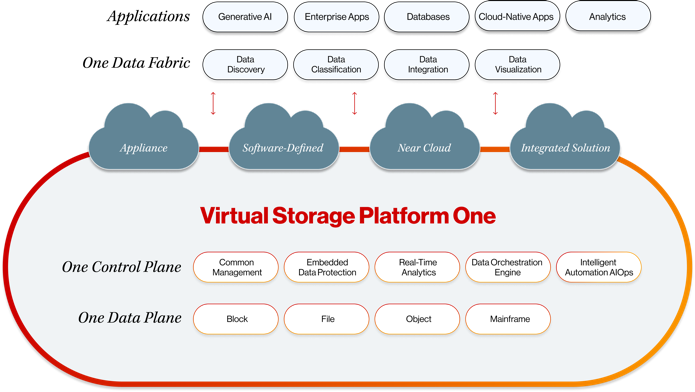 Applications
Generative AI
Enterprise Apps
Databases
Cloud-Native Apps
Analytics
One Data Fabric
Data
Discovery
Data
Classification
Data
Integration
Data
Visualization
Appliance
Software-Defined
Near Cloud
Integrated Solution
Virtual Storage Platform One
One Control Plane
Common
Management
Embedded
Data Protection
Real-Time
Analytics
Data Orchestration
Engine
Intelligent
Automation AIOps
One Data Plane
Block
File
Object
Mainframe